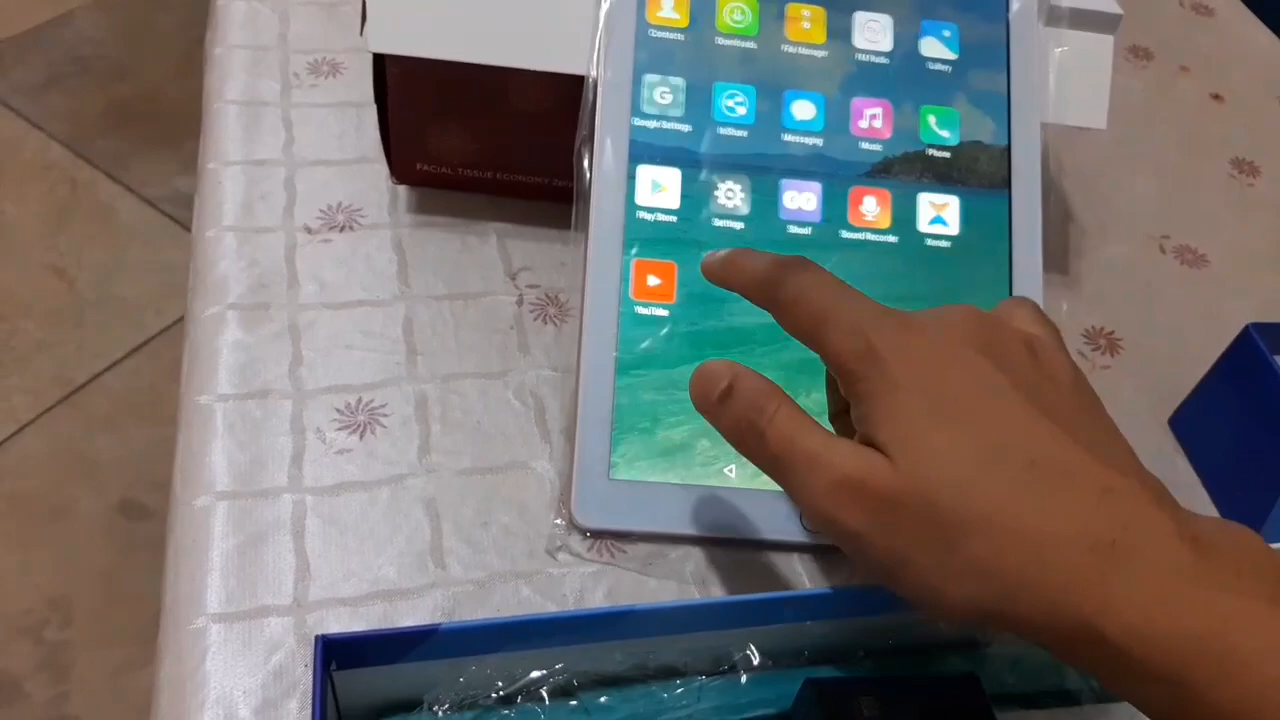 Contacts
Downloads
File Manager
FM Radio
Gallery
Google Settings
Messaging
Music
Phone
Play Store
Settings
Sound Recorder
Xender
YouTube
FACIAL TISSUE ECONOMY